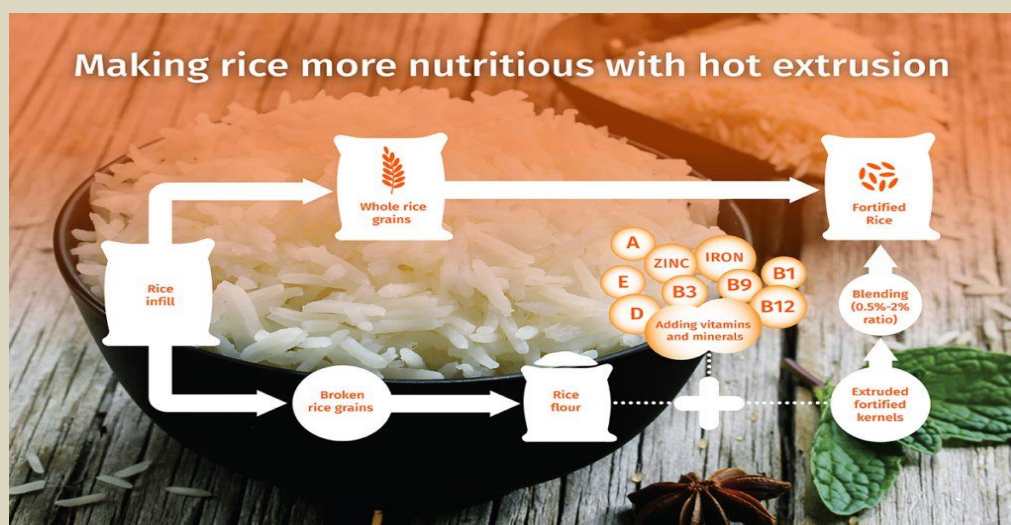 Making rice more nutritious with hot extrusion
Whole rice
grains
Fortified
Rice
Rice
infill
A
ZINC
IRON
E
B3
B9
B1
D
B12
Adding vitamins
and minerals
Blending
(0.5%-2%
ratio)
Broken
rice grains
Rice
flour
Extruded
fortified
kernels